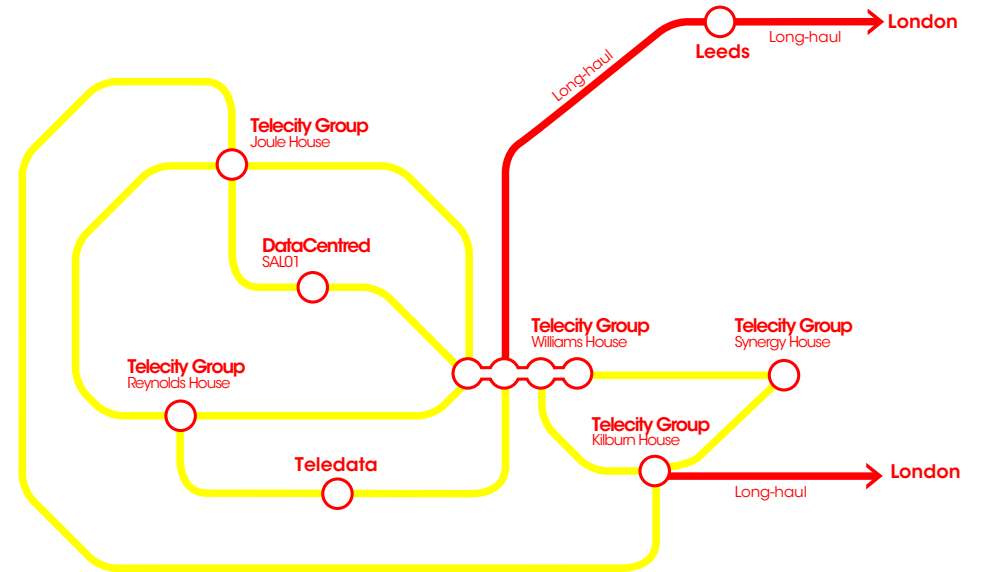 London
Long-haul
Leeds
Long-haul
Telecity Group
Joule House
DataCentred
SAL01
Telecity Group
Williams House
Telecity Group
Synergy House
Telecity Group
Reynolds House
Telecity Group
Kilburn House
Teledata
London
Long-haul